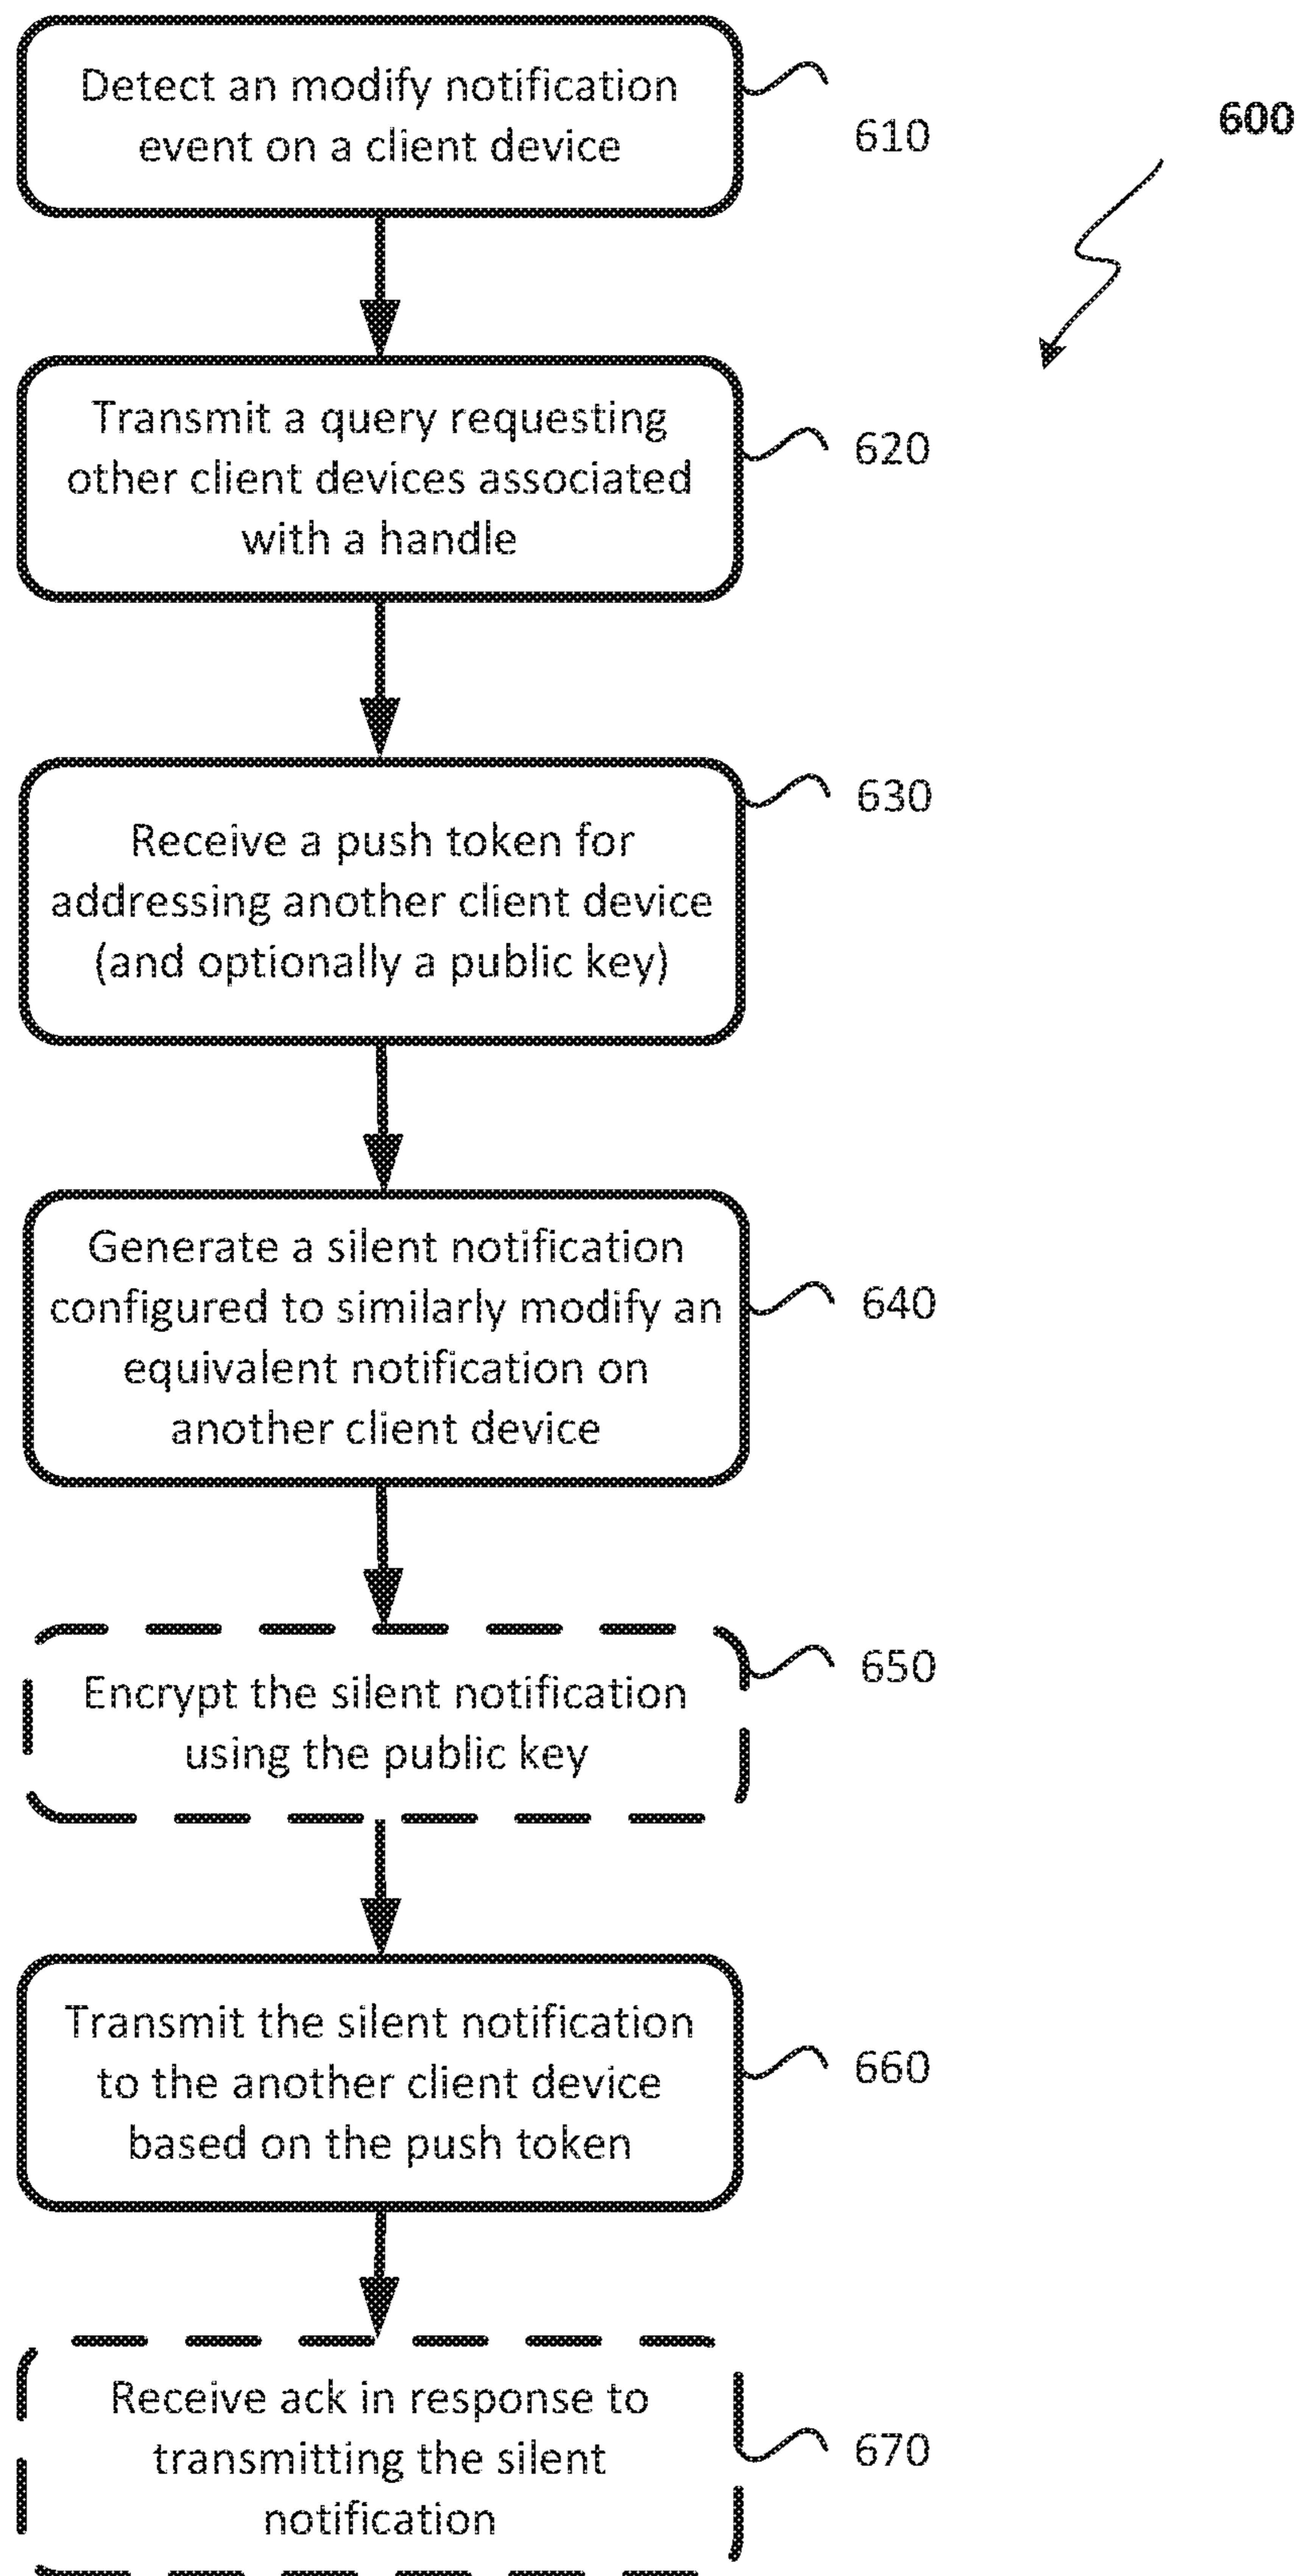 Detect an modify notification
event on a client device
610
600
Transmit a query requesting
other client devices associated
with a handle
620
Receive a push token for
addressing another client device
(and optionally a public key)
630
Generate a silent notification
configured to similarly modify an
equivalent notification on
another client device
640
Encrypt the silent notification
using the public key
650
Transmit the silent notification
to the another client device
based on the push token
660
Receive ack in response to
transmitting the silent
notification
670